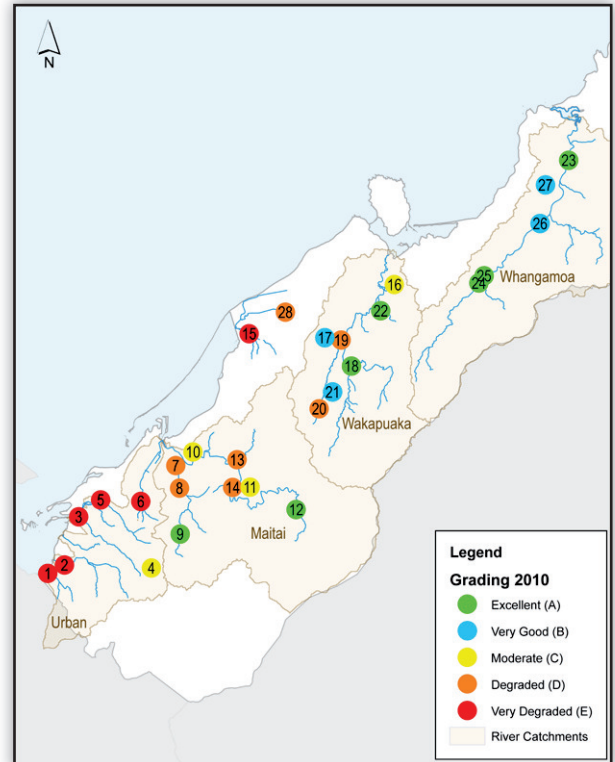 N
23
27
26
25
24
Whangamoa
16
22
28
15
17
19
18
21
20
Wakapuaka
10
13
7
8
14
11
12
9
Maitai
5
6
3
2
1
4
Urban
Legend
Grading 2010
Excellent (A)
Very Good (B)
Moderate (C)
Degraded (D)
Very Degraded (E)
River Catchments